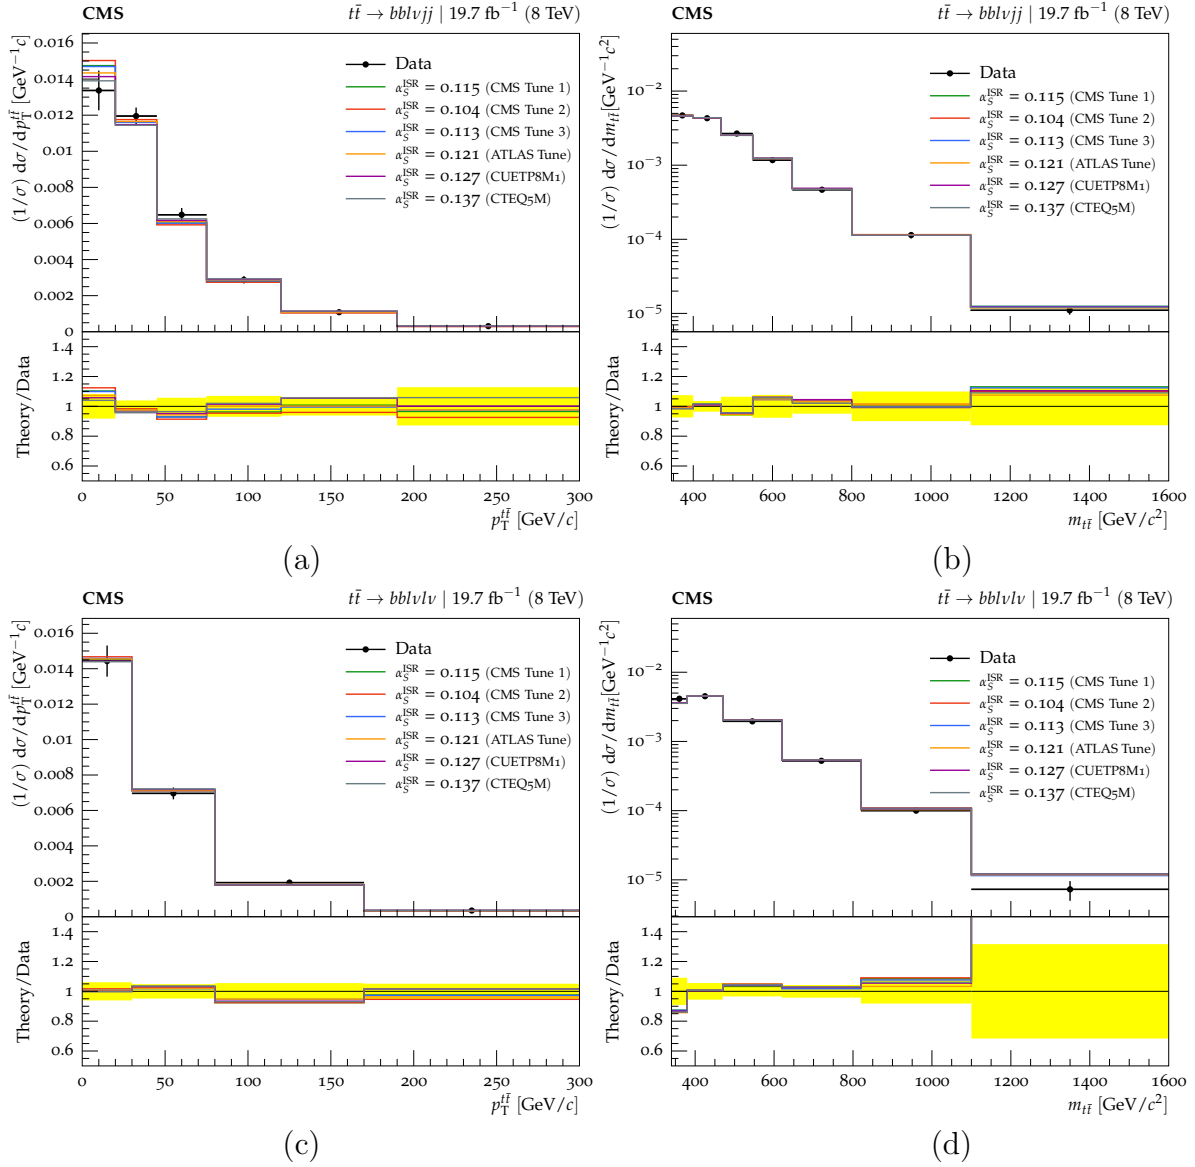 CMS
tt̄ → bblνjj | 19.7 fb⁻¹ (8 TeV)
(1/σ) dσ/dp_T^{tt̄} [GeV⁻¹c]
0.016
0.014
0.012
0.01
0.008
0.006
0.004
0.002
0
Data
α_S^{ISR} = 0.115 (CMS Tune 1)
α_S^{ISR} = 0.104 (CMS Tune 2)
α_S^{ISR} = 0.113 (CMS Tune 3)
α_S^{ISR} = 0.121 (ATLAS Tune)
α_S^{ISR} = 0.127 (CUETP8M1)
α_S^{ISR} = 0.137 (CTEQ5M)
Theory/Data
1.4
1.2
1
0.8
0.6
0 50 100 150 200 250 300
p_T^{tt̄} [GeV/c]
(a)
CMS
tt̄ → bblνjj | 19.7 fb⁻¹ (8 TeV)
(1/σ) dσ/dm_{tt̄}[GeV⁻¹c²]
10⁻²
10⁻³
10⁻⁴
10⁻⁵
Data
α_S^{ISR} = 0.115 (CMS Tune 1)
α_S^{ISR} = 0.104 (CMS Tune 2)
α_S^{ISR} = 0.113 (CMS Tune 3)
α_S^{ISR} = 0.121 (ATLAS Tune)
α_S^{ISR} = 0.127 (CUETP8M1)
α_S^{ISR} = 0.137 (CTEQ5M)
Theory/Data
1.4
1.2
1
0.8
0.6
400 600 800 1000 1200 1400 1600
m_{tt̄} [GeV/c²]
(b)
CMS
tt̄ → bblνlν | 19.7 fb⁻¹ (8 TeV)
(1/σ) dσ/dp_T^{tt̄} [GeV⁻¹c]
0.016
0.014
0.012
0.01
0.008
0.006
0.004
0.002
0
Data
α_S^{ISR} = 0.115 (CMS Tune 1)
α_S^{ISR} = 0.104 (CMS Tune 2)
α_S^{ISR} = 0.113 (CMS Tune 3)
α_S^{ISR} = 0.121 (ATLAS Tune)
α_S^{ISR} = 0.127 (CUETP8M1)
α_S^{ISR} = 0.137 (CTEQ5M)
Theory/Data
1.4
1.2
1
0.8
0.6
0 50 100 150 200 250 300
p_T^{tt̄} [GeV/c]
(c)
CMS
tt̄ → bblνlν | 19.7 fb⁻¹ (8 TeV)
(1/σ) dσ/dm_{tt̄}[GeV⁻¹c²]
10⁻²
10⁻³
10⁻⁴
10⁻⁵
Data
α_S^{ISR} = 0.115 (CMS Tune 1)
α_S^{ISR} = 0.104 (CMS Tune 2)
α_S^{ISR} = 0.113 (CMS Tune 3)
α_S^{ISR} = 0.121 (ATLAS Tune)
α_S^{ISR} = 0.127 (CUETP8M1)
α_S^{ISR} = 0.137 (CTEQ5M)
Theory/Data
1.4
1.2
1
0.8
0.6
400 600 800 1000 1200 1400 1600
m_{tt̄} [GeV/c²]
(d)